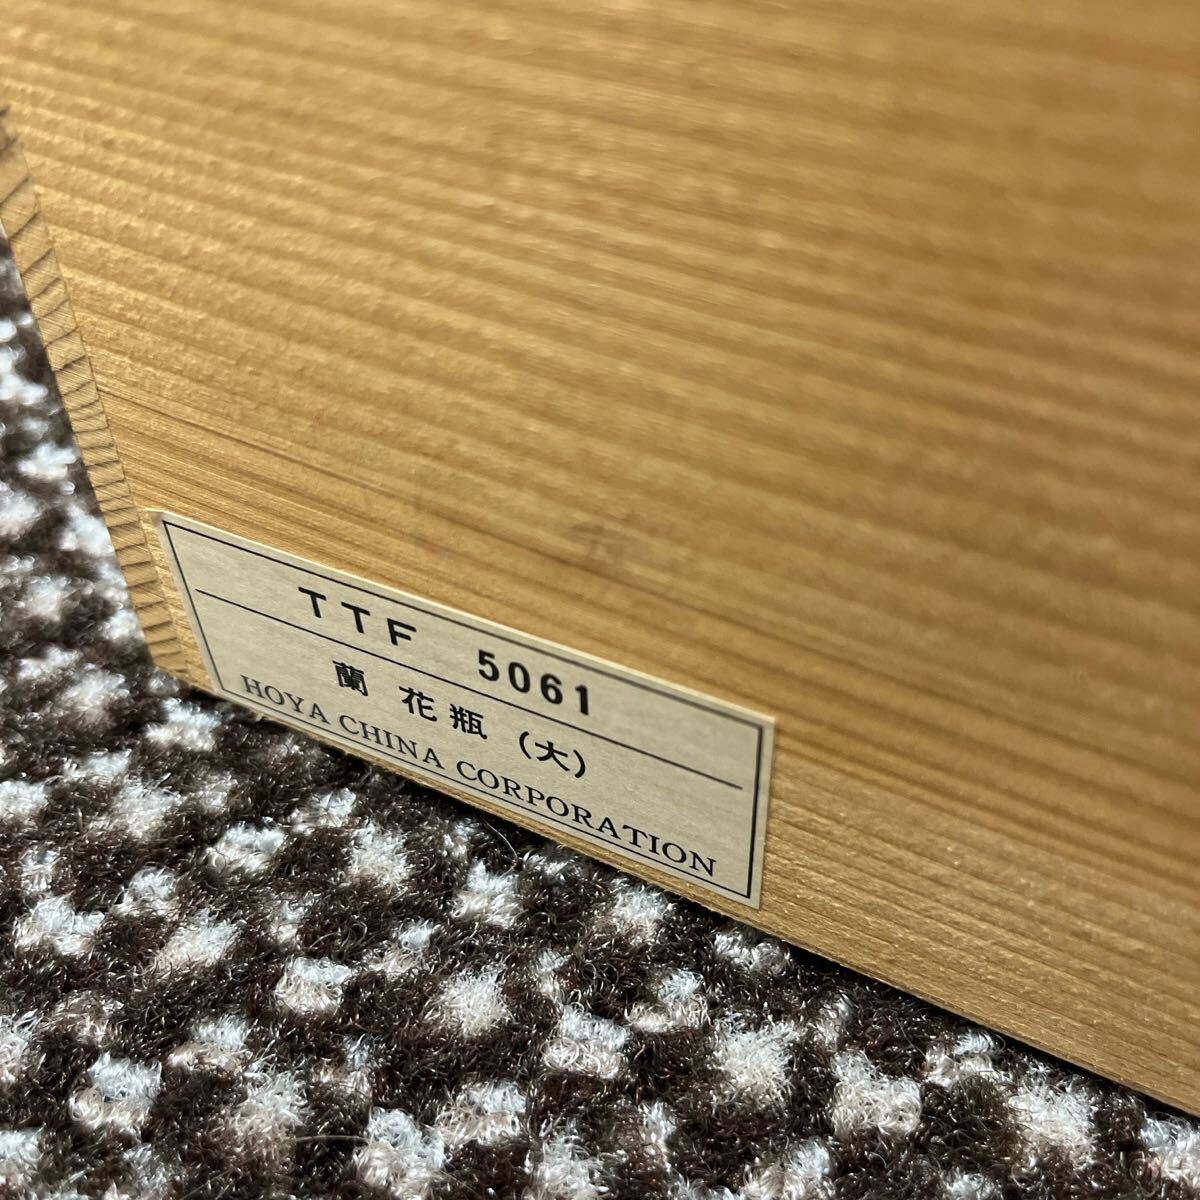 TTF 5061
蘭 花瓶 (大)
HOYA CHINA CORPORATION